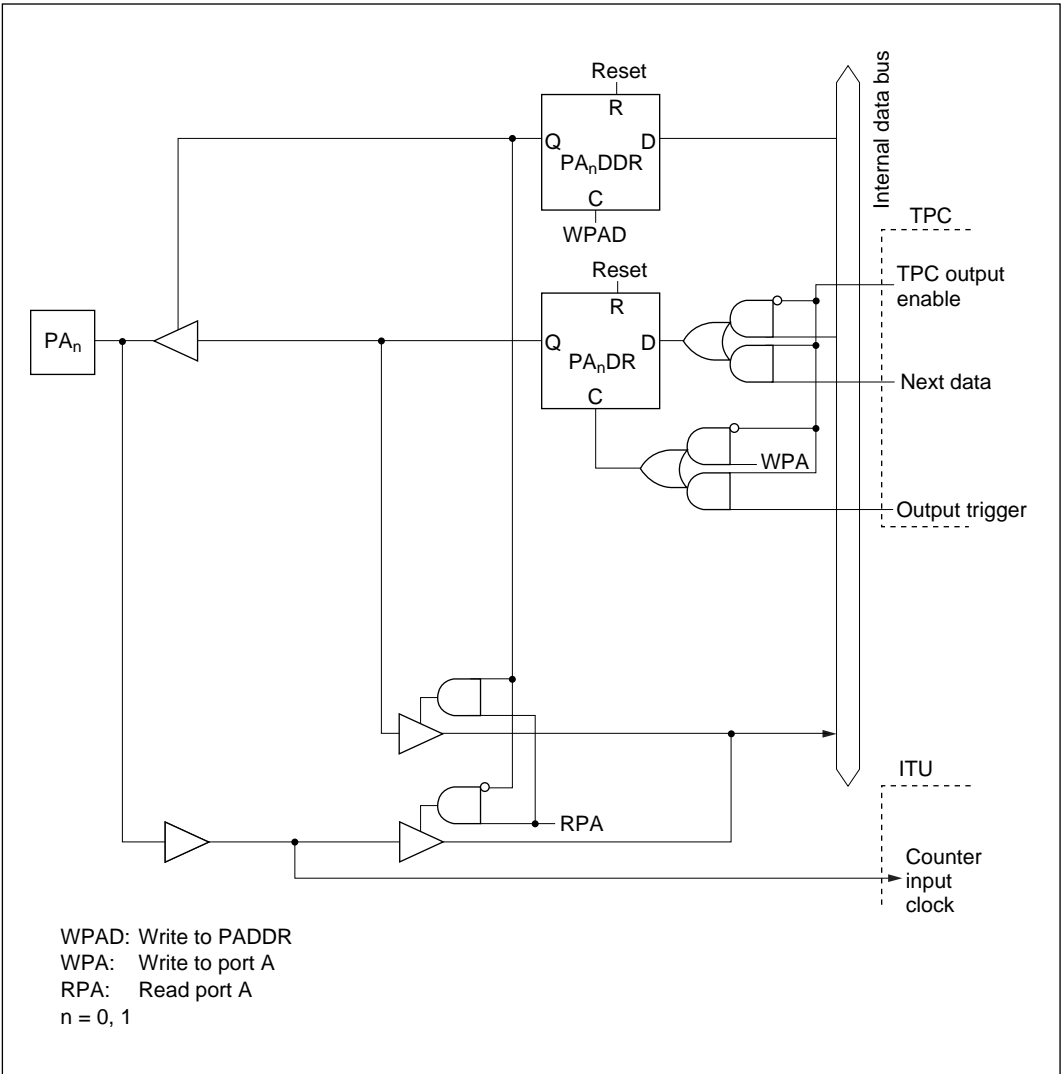 Reset
R
Internal data bus
Q
D
PAnDDR
C
WPAD
TPC
Reset
R
TPC output
enable
PAn
Q
D
PAnDR
C
Next data
WPA
Output trigger
ITU
RPA
Counter
input
clock
WPAD: Write to PADDR
WPA: Write to port A
RPA: Read port A
n = 0, 1